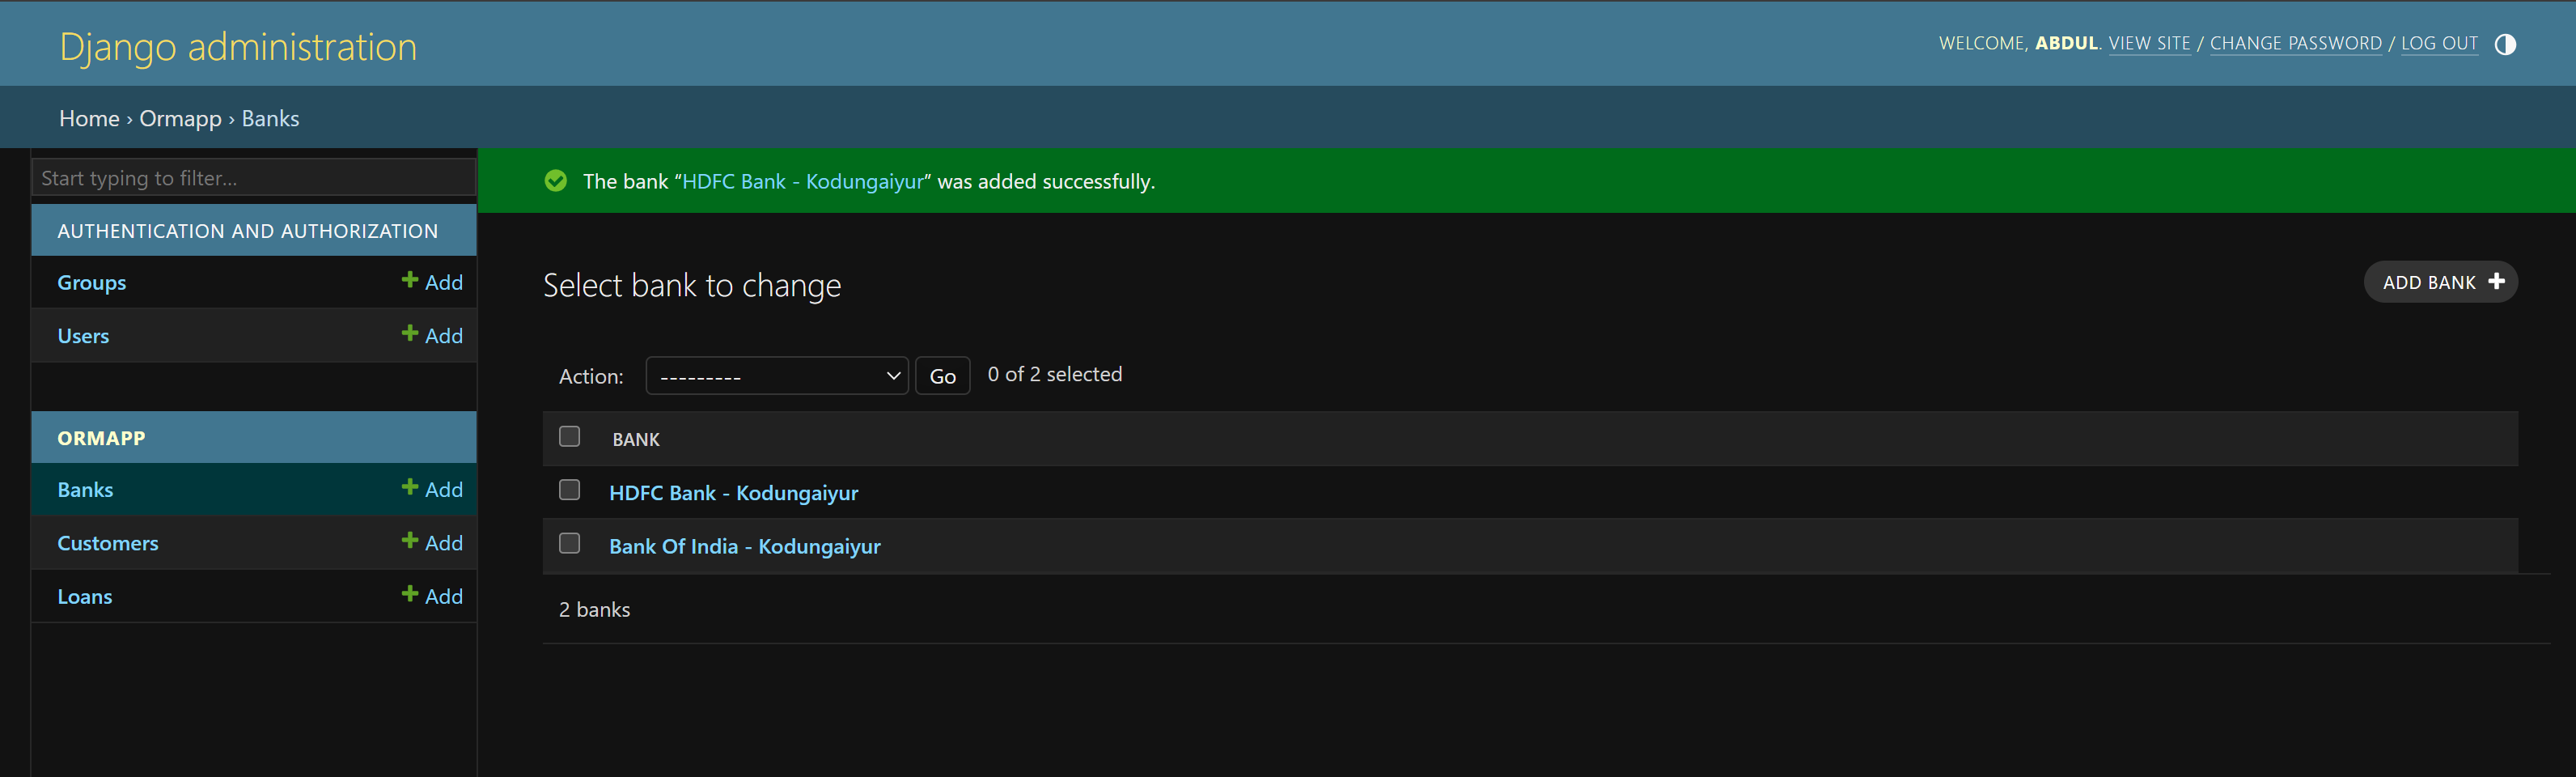 Django administration
WELCOME, ABDUL. VIEW SITE / CHANGE PASSWORD / LOG OUT
Home › Ormapp › Banks
Start typing to filter...
AUTHENTICATION AND AUTHORIZATION
Groups + Add
Users + Add
ORMAPP
Banks + Add
Customers + Add
Loans + Add
The bank “HDFC Bank - Kodungaiyur” was added successfully.
Select bank to change
ADD BANK +
Action: --------- Go 0 of 2 selected
BANK
HDFC Bank - Kodungaiyur
Bank Of India - Kodungaiyur
2 banks